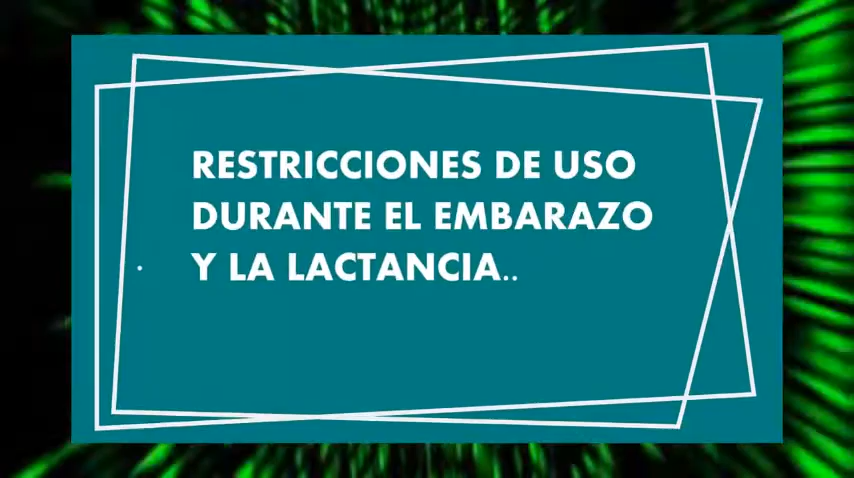 RESTRICCIONES DE USO
DURANTE EL EMBARAZO
Y LA LACTANCIA..